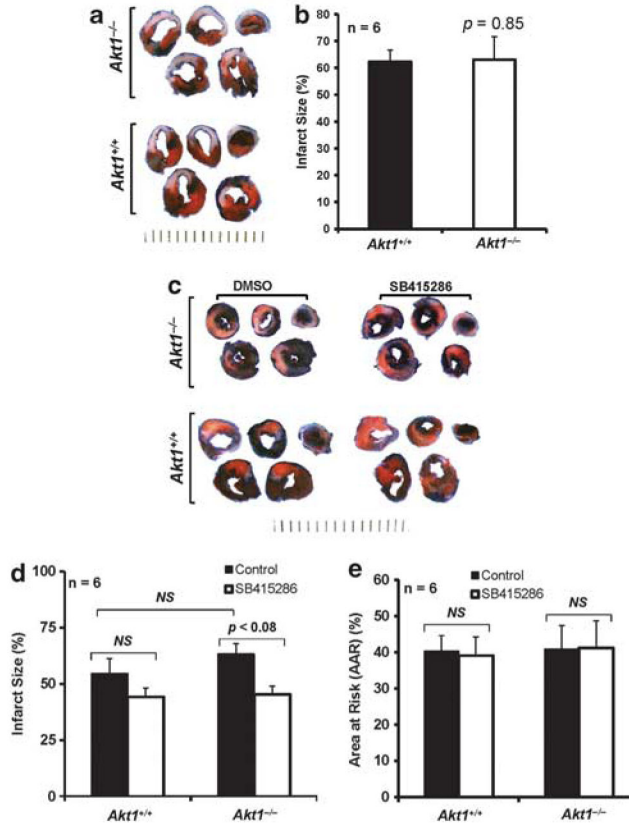 a
Akt1–/–
Akt1+/+
b
n = 6
p = 0.85
Infarct Size (%)
80
70
60
50
40
30
20
10
0
Akt1+/+
Akt1–/–
c
DMSO
SB415286
Akt1–/–
Akt1+/+
d
n = 6
Control
SB415286
NS
NS
p < 0.08
Infarct Size (%)
100
75
50
25
0
Akt1+/+
Akt1–/–
e
n = 6
Control
SB415286
NS
NS
Area at Risk (AAR) (%)
60
50
40
30
20
10
0
Akt1+/+
Akt1–/–